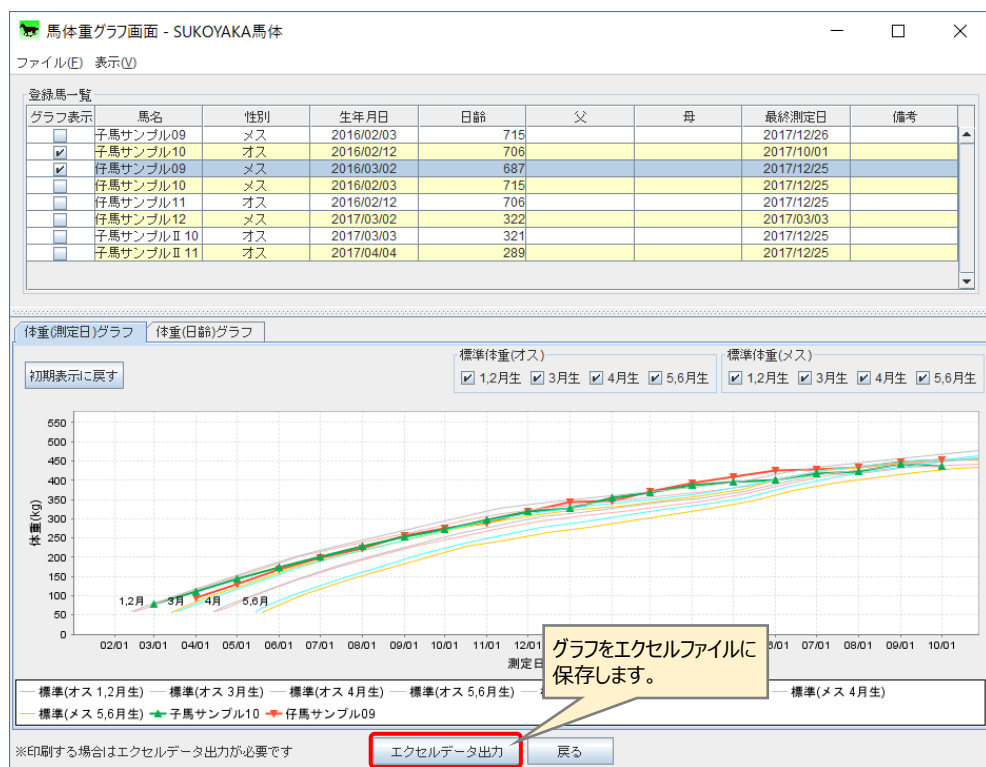 馬体重グラフ画面 - SUKOYAKA馬体
ファイル(F) 表示(V)
登録馬一覧
グラフ表示 馬名 性別 生年月日 日齢 父 母 最終測定日 備考
子馬サンプル09 メス 2016/02/03 715 2017/12/26
子馬サンプル10 オス 2016/02/12 706 2017/10/01
仔馬サンプル09 メス 2016/03/02 687 2017/12/25
仔馬サンプル10 メス 2016/02/03 715 2017/12/25
仔馬サンプル11 オス 2016/02/12 706 2017/12/25
仔馬サンプル12 メス 2017/03/02 322 2017/03/03
子馬サンプルⅡ 10 オス 2017/03/03 321 2017/12/25
子馬サンプルⅡ 11 オス 2017/04/04 289 2017/12/25
体重(測定日)グラフ 体重(日齢)グラフ
初期表示に戻す
標準体重(オス) 標準体重(メス)
1,2月生 3月生 4月生 5,6月生 1,2月生 3月生 4月生 5,6月生
550
500
450
400
350
300
250
200
150
100
50
0
体重(kg)
1,2月 3月 4月 5,6月
02/01 03/01 04/01 05/01 06/01 07/01 08/01 09/01 10/01 11/01 12/01 07/01 08/01 09/01 10/01
測定日
グラフをエクセルファイルに
保存します。
標準(オス 1,2月生) 標準(オス 3月生) 標準(オス 4月生) 標準(オス 5,6月生) 標準(メス 4月生)
標準(メス 5,6月生) 子馬サンプル10 仔馬サンプル09
※印刷する場合はエクセルデータ出力が必要です
エクセルデータ出力 戻る